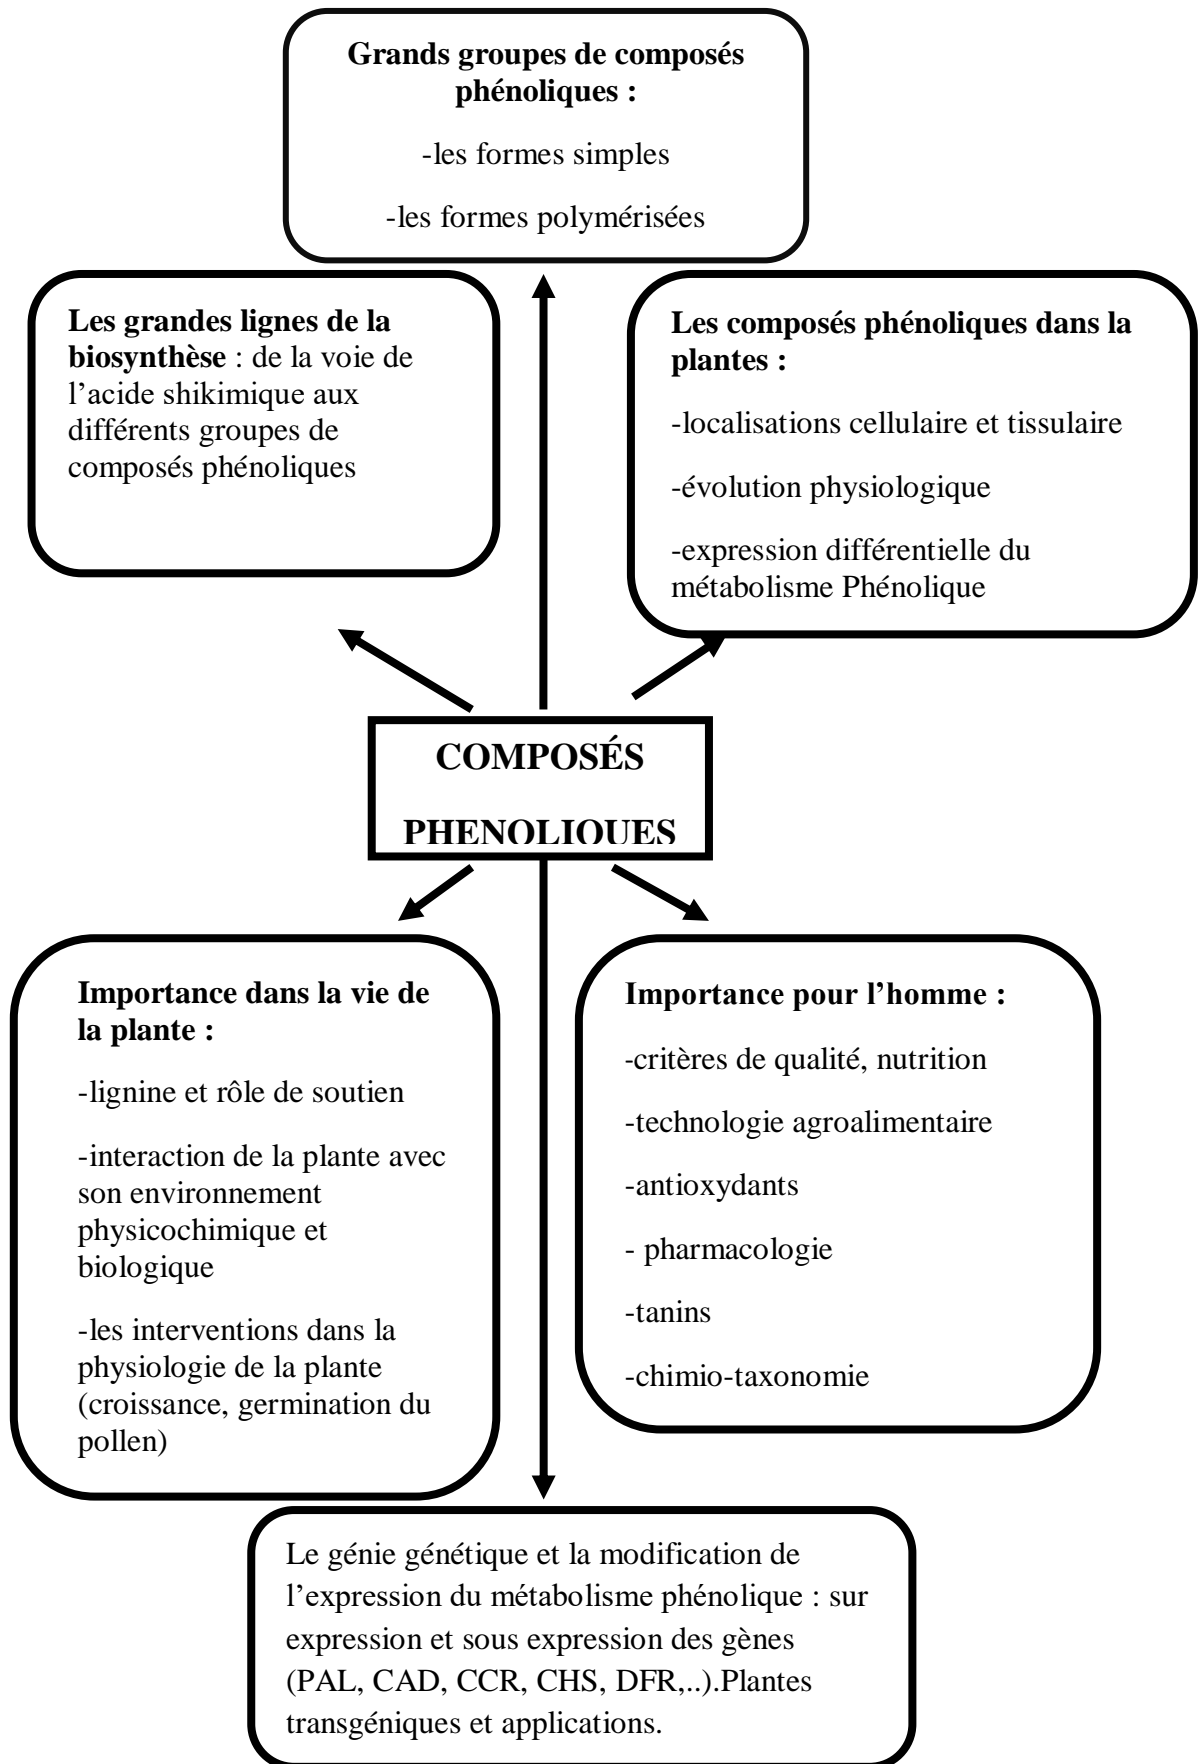 Grands groupes de composés
phénoliques :
-les formes simples
-les formes polymérisées
Les grandes lignes de la
biosynthèse : de la voie de
l’acide shikimique aux
différents groupes de
composés phénoliques
Les composés phénoliques dans la
plantes :
-localisations cellulaire et tissulaire
-évolution physiologique
-expression différentielle du
métabolisme Phénolique
COMPOSÉS
PHENOLIQUES
Importance dans la vie de
la plante :
-lignine et rôle de soutien
-interaction de la plante avec
son environnement
physicochimique et
biologique
-les interventions dans la
physiologie de la plante
(croissance, germination du
pollen)
Importance pour l’homme :
-critères de qualité, nutrition
-technologie agroalimentaire
-antioxydants
- pharmacologie
-tanins
-chimio-taxonomie
Le génie génétique et la modification de
l’expression du métabolisme phénolique : sur
expression et sous expression des gènes
(PAL, CAD, CCR, CHS, DFR,..).Plantes
transgéniques et applications.